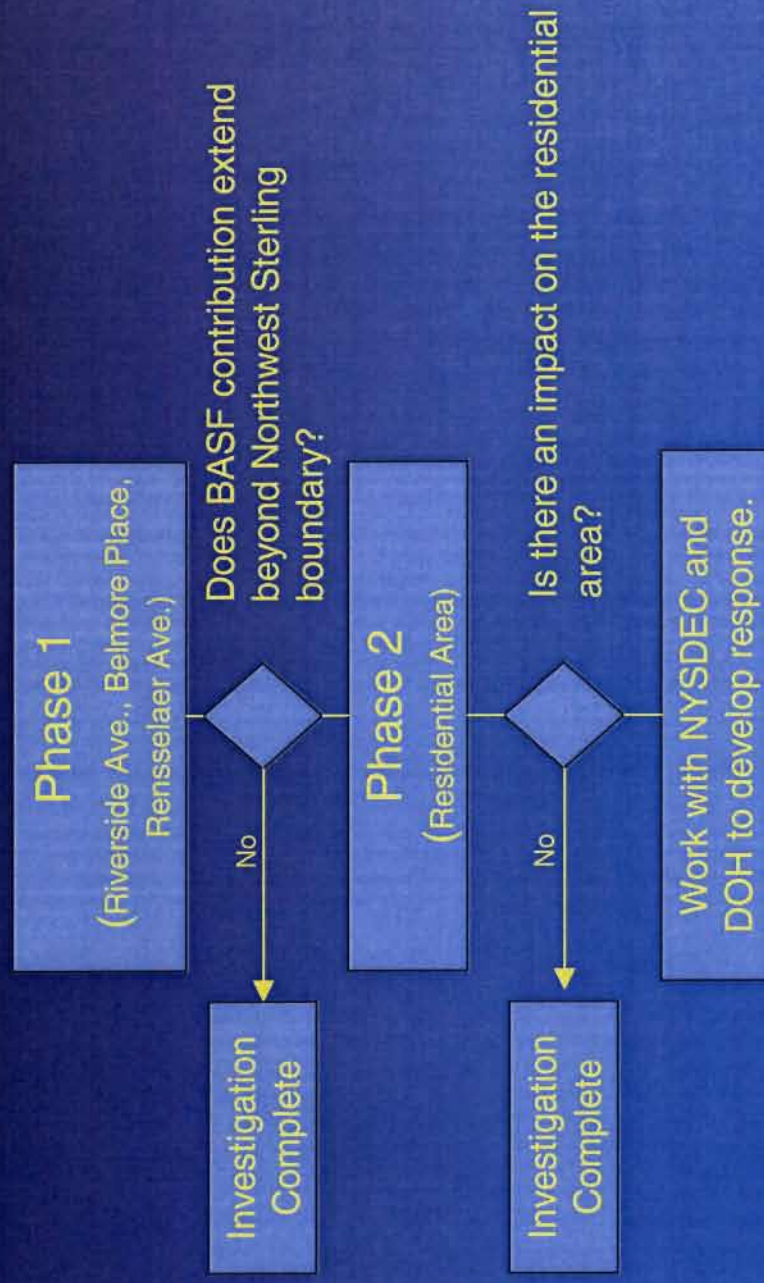 Phase 1
(Riverside Ave., Belmore Place,
Rensselaer Ave.)
Does BASF contribution extend
beyond Northwest Sterling
boundary?
No
Investigation
Complete
Phase 2
(Residential Area)
Is there an impact on the residential
area?
No
Investigation
Complete
Work with NYSDEC and
DOH to develop response.